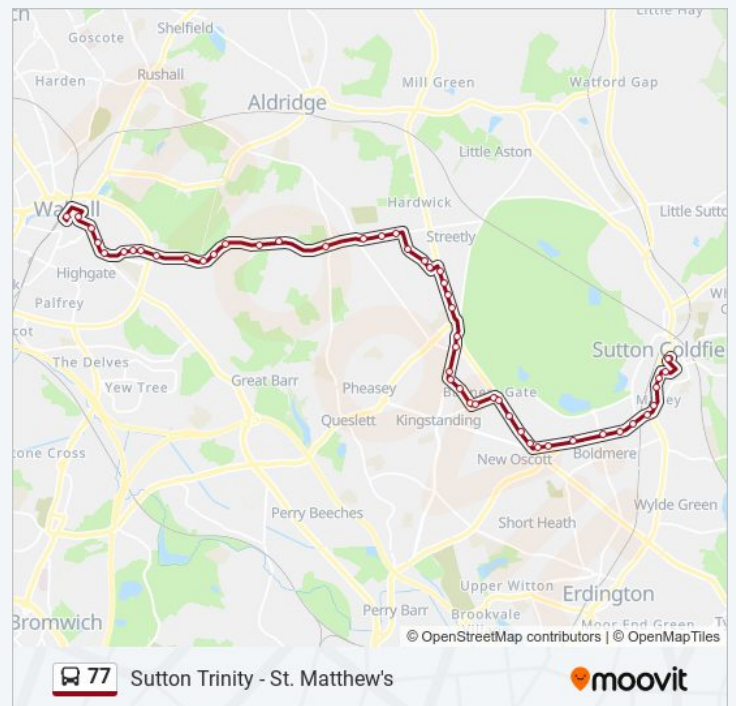 Shelfield
Little Hay
Goscote
Rushall
Mill Green
Watford Gap
Harden
Aldridge
Little Aston
Hardwick
Little Sutto
Streetly
Highgate
Palfrey
Sutton Coldfie
The Delves
Yew Tree
Great Barr
Pheasey
Queslett
Kingstanding
New Oscott
Boldmere
Wylde Green
Perry Beeches
Short Heath
Upper Witton
Erdington
Perry Barr
Brookvale
Bromwich
© OpenStreetMap contributors | © OpenMapTiles
77 Sutton Trinity - St. Matthew's
moovit